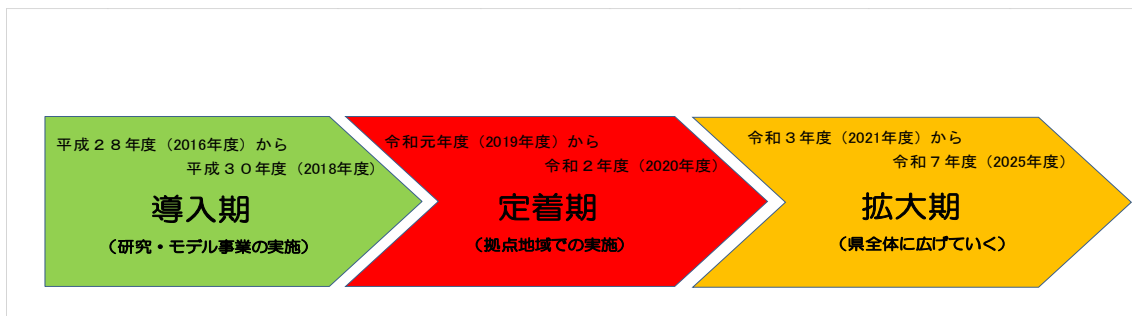 平成２８年度（2016年度）から
平成３０年度（2018年度）
導入期
（研究・モデル事業の実施）
令和元年度（2019年度）から
令和２年度（2020年度）
定着期
（拠点地域での実施）
令和３年度（2021年度）から
令和７年度（2025年度）
拡大期
（県全体に広げていく）